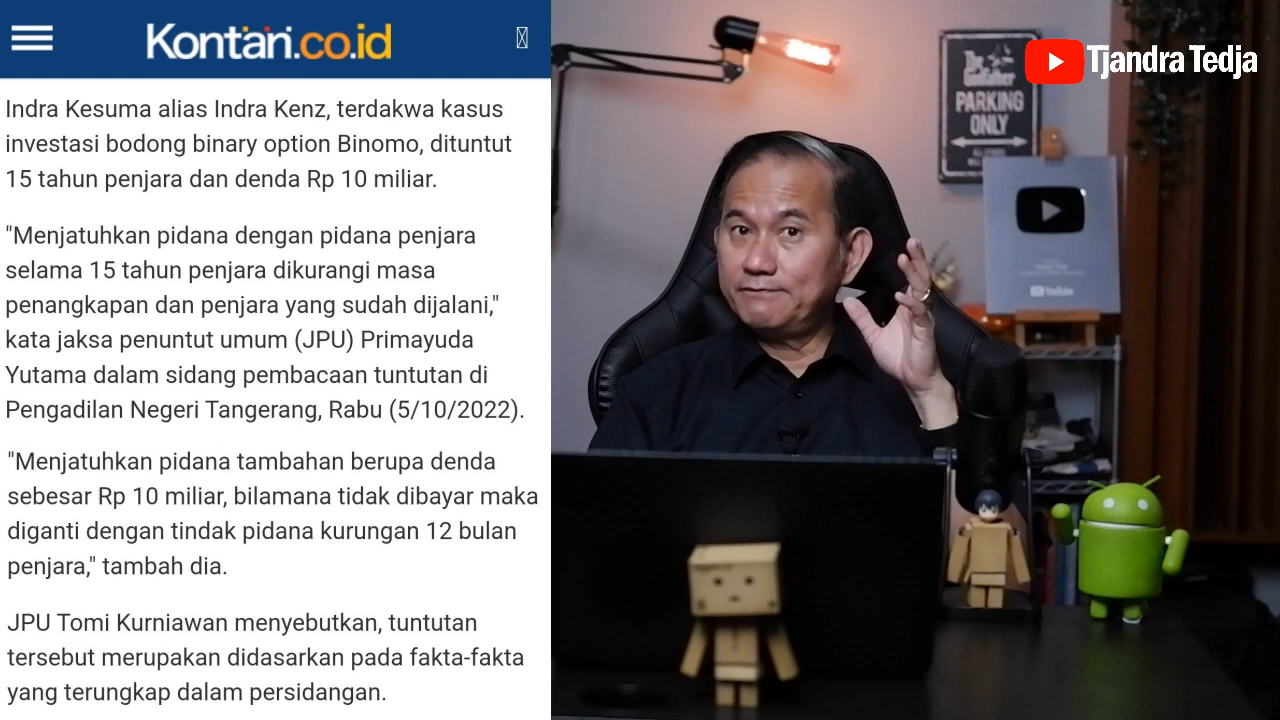 Kontan.co.id
Indra Kesuma alias Indra Kenz, terdakwa kasus
investasi bodong binary option Binomo, dituntut
15 tahun penjara dan denda Rp 10 miliar.
"Menjatuhkan pidana dengan pidana penjara
selama 15 tahun penjara dikurangi masa
penangkapan dan penjara yang sudah dijalani,"
kata jaksa penuntut umum (JPU) Primayuda
Yutama dalam sidang pembacaan tuntutan di
Pengadilan Negeri Tangerang, Rabu (5/10/2022).
"Menjatuhkan pidana tambahan berupa denda
sebesar Rp 10 miliar, bilamana tidak dibayar maka
diganti dengan tindak pidana kurungan 12 bulan
penjara," tambah dia.
JPU Tomi Kurniawan menyebutkan, tuntutan
tersebut merupakan didasarkan pada fakta-fakta
yang terungkap dalam persidangan.
Tjandra Tedja
The
Godfather
PARKING
ONLY
YouTube